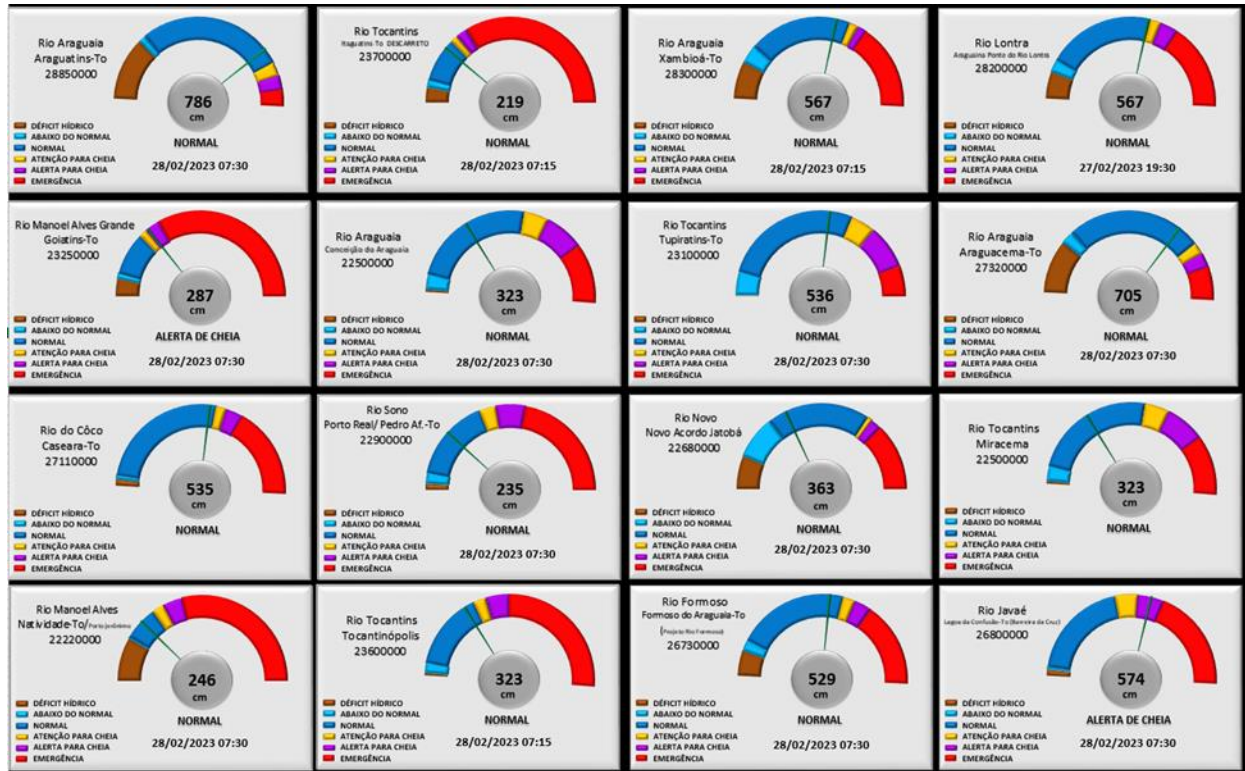 Rio Araguaia
Araguatins-To
28850000
786
cm
DÉFICIT HÍDRICO
ABAIXO DO NORMAL
NORMAL
ATENÇÃO PARA CHEIA
ALERTA PARA CHEIA
EMERGÊNCIA
NORMAL
28/02/2023 07:30
Rio Tocantins
Itaguatins-To DESCARRETO
23700000
219
cm
DÉFICIT HÍDRICO
ABAIXO DO NORMAL
NORMAL
ATENÇÃO PARA CHEIA
ALERTA PARA CHEIA
EMERGÊNCIA
NORMAL
28/02/2023 07:15
Rio Araguaia
Xambioá-To
28300000
567
cm
DÉFICIT HÍDRICO
ABAIXO DO NORMAL
NORMAL
ATENÇÃO PARA CHEIA
ALERTA PARA CHEIA
EMERGÊNCIA
NORMAL
28/02/2023 07:15
Rio Lontra
Araguaina Ponte do Rio Lontra
28200000
567
cm
DÉFICIT HÍDRICO
ABAIXO DO NORMAL
NORMAL
ATENÇÃO PARA CHEIA
ALERTA PARA CHEIA
EMERGÊNCIA
NORMAL
27/02/2023 19:30
Rio Manoel Alves Grande
Goiatins-To
23250000
287
cm
DÉFICIT HÍDRICO
ABAIXO DO NORMAL
NORMAL
ATENÇÃO PARA CHEIA
ALERTA PARA CHEIA
EMERGÊNCIA
ALERTA DE CHEIA
28/02/2023 07:30
Rio Araguaia
Conceição do Araguaia
22500000
323
cm
DÉFICIT HÍDRICO
ABAIXO DO NORMAL
NORMAL
ATENÇÃO PARA CHEIA
ALERTA PARA CHEIA
EMERGÊNCIA
NORMAL
28/02/2023 07:30
Rio Tocantins
Tupiratins-To
23100000
536
cm
DÉFICIT HÍDRICO
ABAIXO DO NORMAL
NORMAL
ATENÇÃO PARA CHEIA
ALERTA PARA CHEIA
EMERGÊNCIA
NORMAL
28/02/2023 07:30
Rio Araguaia
Araguacema-To
27320000
705
cm
DÉFICIT HÍDRICO
ABAIXO DO NORMAL
NORMAL
ATENÇÃO PARA CHEIA
ALERTA PARA CHEIA
EMERGÊNCIA
NORMAL
28/02/2023 07:30
Rio do Côco
Caseara-To
27110000
535
cm
DÉFICIT HÍDRICO
ABAIXO DO NORMAL
NORMAL
ATENÇÃO PARA CHEIA
ALERTA PARA CHEIA
EMERGÊNCIA
NORMAL
Rio Sono
Porto Real/ Pedro Af.-To
22900000
235
cm
DÉFICIT HÍDRICO
ABAIXO DO NORMAL
NORMAL
ATENÇÃO PARA CHEIA
ALERTA PARA CHEIA
EMERGÊNCIA
NORMAL
28/02/2023 07:30
Rio Novo
Novo Acordo Jatobá
22680000
363
cm
DÉFICIT HÍDRICO
ABAIXO DO NORMAL
NORMAL
ATENÇÃO PARA CHEIA
ALERTA PARA CHEIA
EMERGÊNCIA
NORMAL
28/02/2023 07:30
Rio Tocantins
Miracema
22500000
323
cm
DÉFICIT HÍDRICO
ABAIXO DO NORMAL
NORMAL
ATENÇÃO PARA CHEIA
ALERTA PARA CHEIA
EMERGÊNCIA
NORMAL
Rio Manoel Alves
Natividade-To/Porto Jerônimo
22220000
246
cm
DÉFICIT HÍDRICO
ABAIXO DO NORMAL
NORMAL
ATENÇÃO PARA CHEIA
ALERTA PARA CHEIA
EMERGÊNCIA
NORMAL
28/02/2023 07:30
Rio Tocantins
Tocantinópolis
23600000
323
cm
DÉFICIT HÍDRICO
ABAIXO DO NORMAL
NORMAL
ATENÇÃO PARA CHEIA
ALERTA PARA CHEIA
EMERGÊNCIA
NORMAL
28/02/2023 07:15
Rio Formoso
Formoso do Araguaia-To
(Projeto Rio Formoso)
26730000
529
cm
DÉFICIT HÍDRICO
ABAIXO DO NORMAL
NORMAL
ATENÇÃO PARA CHEIA
ALERTA PARA CHEIA
EMERGÊNCIA
NORMAL
28/02/2023 07:30
Rio Javaé
Lagoa da Confusão-To (Barreira da Cruz)
26800000
574
cm
DÉFICIT HÍDRICO
ABAIXO DO NORMAL
NORMAL
ATENÇÃO PARA CHEIA
ALERTA PARA CHEIA
EMERGÊNCIA
ALERTA DE CHEIA
28/02/2023 07:30